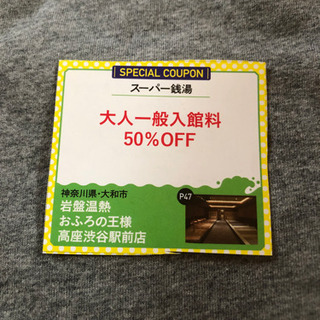 SPECIAL COUPON
スーパー銭湯
大人一般入館料
50%OFF
神奈川県・大和市
岩盤温熱
おふろの王様
高座渋谷駅前店
P47